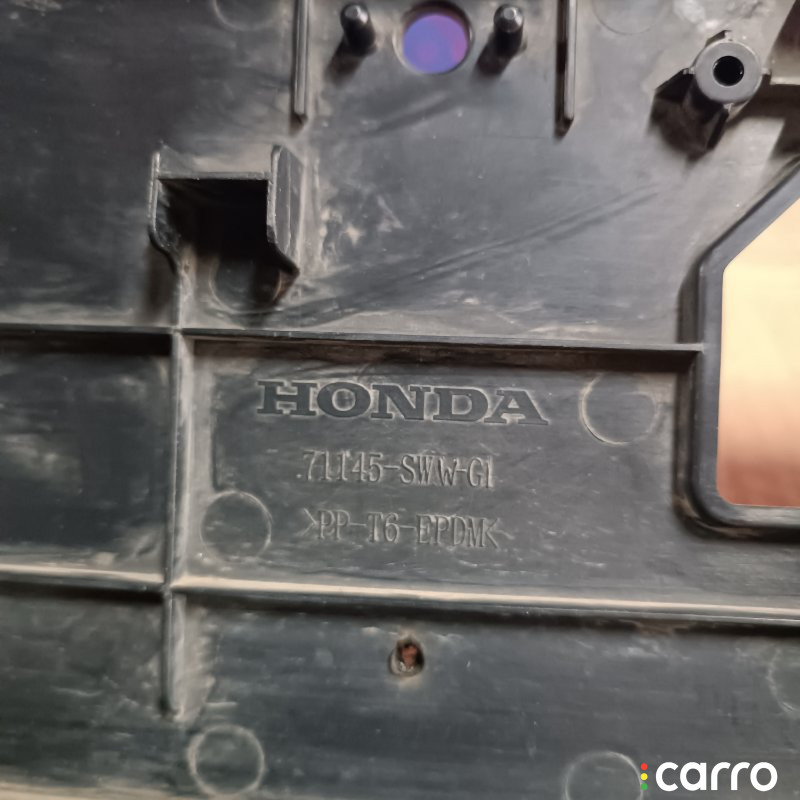 HONDA
71145-SWW-G1
>PP-T6-EPDM<
carro